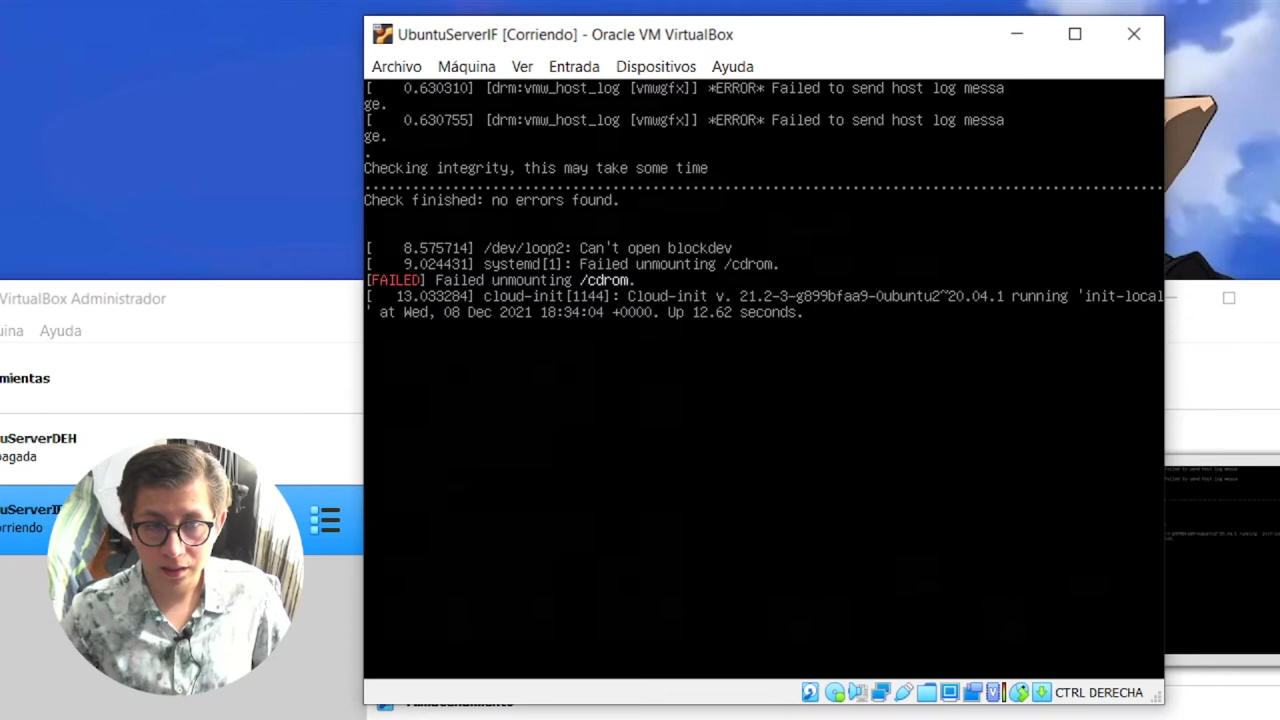 UbuntuServerIF [Corriendo] - Oracle VM VirtualBox
Archivo Máquina Ver Entrada Dispositivos Ayuda
[    0.630310] [drm:vmw_host_log [vmwgfx]] *ERROR* Failed to send host log messa
ge.
[    0.630755] [drm:vmw_host_log [vmwgfx]] *ERROR* Failed to send host log messa
ge.
.
Checking integrity, this may take some time
....................................................................................................
Check finished: no errors found.
[    8.575714] /dev/loop2: Can't open blockdev
[    9.024431] systemd[1]: Failed unmounting /cdrom.
[FAILED] Failed unmounting /cdrom.
[   13.033284] cloud-init[1144]: Cloud-init v. 21.2-3-g899bfaa9-0ubuntu2~20.04.1 running 'init-local
' at Wed, 08 Dec 2021 18:34:04 +0000. Up 12.62 seconds.
CTRL DERECHA
VirtualBox Administrador
uina Ayuda
mientas
uServerDEH
pagada
uServerI
rriendo